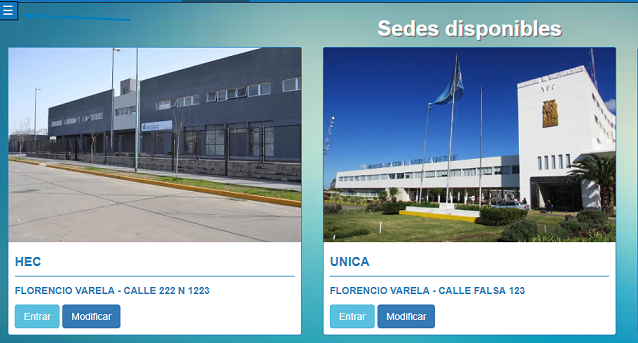 Sedes disponibles
HEC
FLORENCIO VARELA - CALLE 222 N 1223
Entrar
Modificar
UNICA
FLORENCIO VARELA - CALLE FALSA 123
Entrar
Modificar